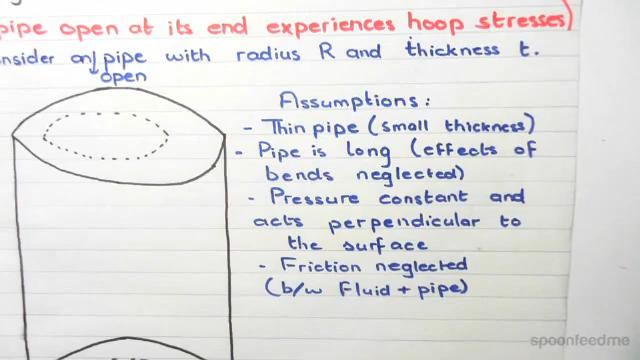 pipe open at its end experiences hoop stresses)
nsider an pipe with radius R and thickness t.
open
Assumptions:
- Thin pipe (small thickness)
- Pipe is long (effects of
bends neglected)
- Pressure constant and
acts perpendicular to
the surface
- Friction neglected
(b/w fluid + pipe)
spoonfeedme